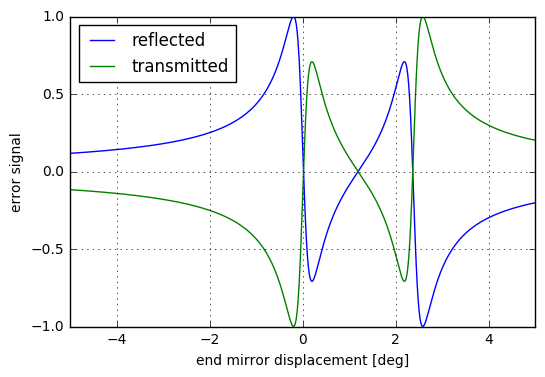 reflected
transmitted
1.0
0.5
0.0
−0.5
−1.0
error signal
−4 −2 0 2 4
end mirror displacement [deg]